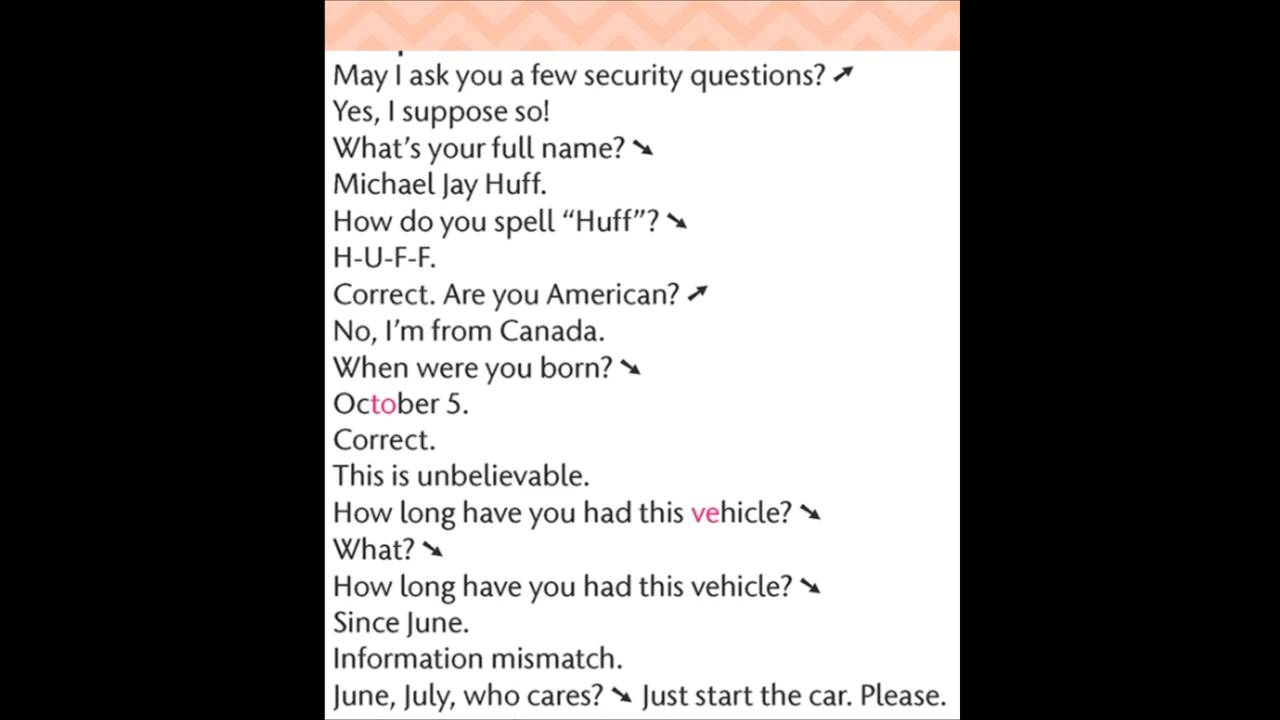 May I ask you a few security questions? ➚
Yes, I suppose so!
What’s your full name? ➘
Michael Jay Huff.
How do you spell “Huff”? ➘
H-U-F-F.
Correct. Are you American? ➚
No, I’m from Canada.
When were you born? ➘
October 5.
Correct.
This is unbelievable.
How long have you had this vehicle? ➘
What? ➘
How long have you had this vehicle? ➘
Since June.
Information mismatch.
June, July, who cares? ➘ Just start the car. Please.